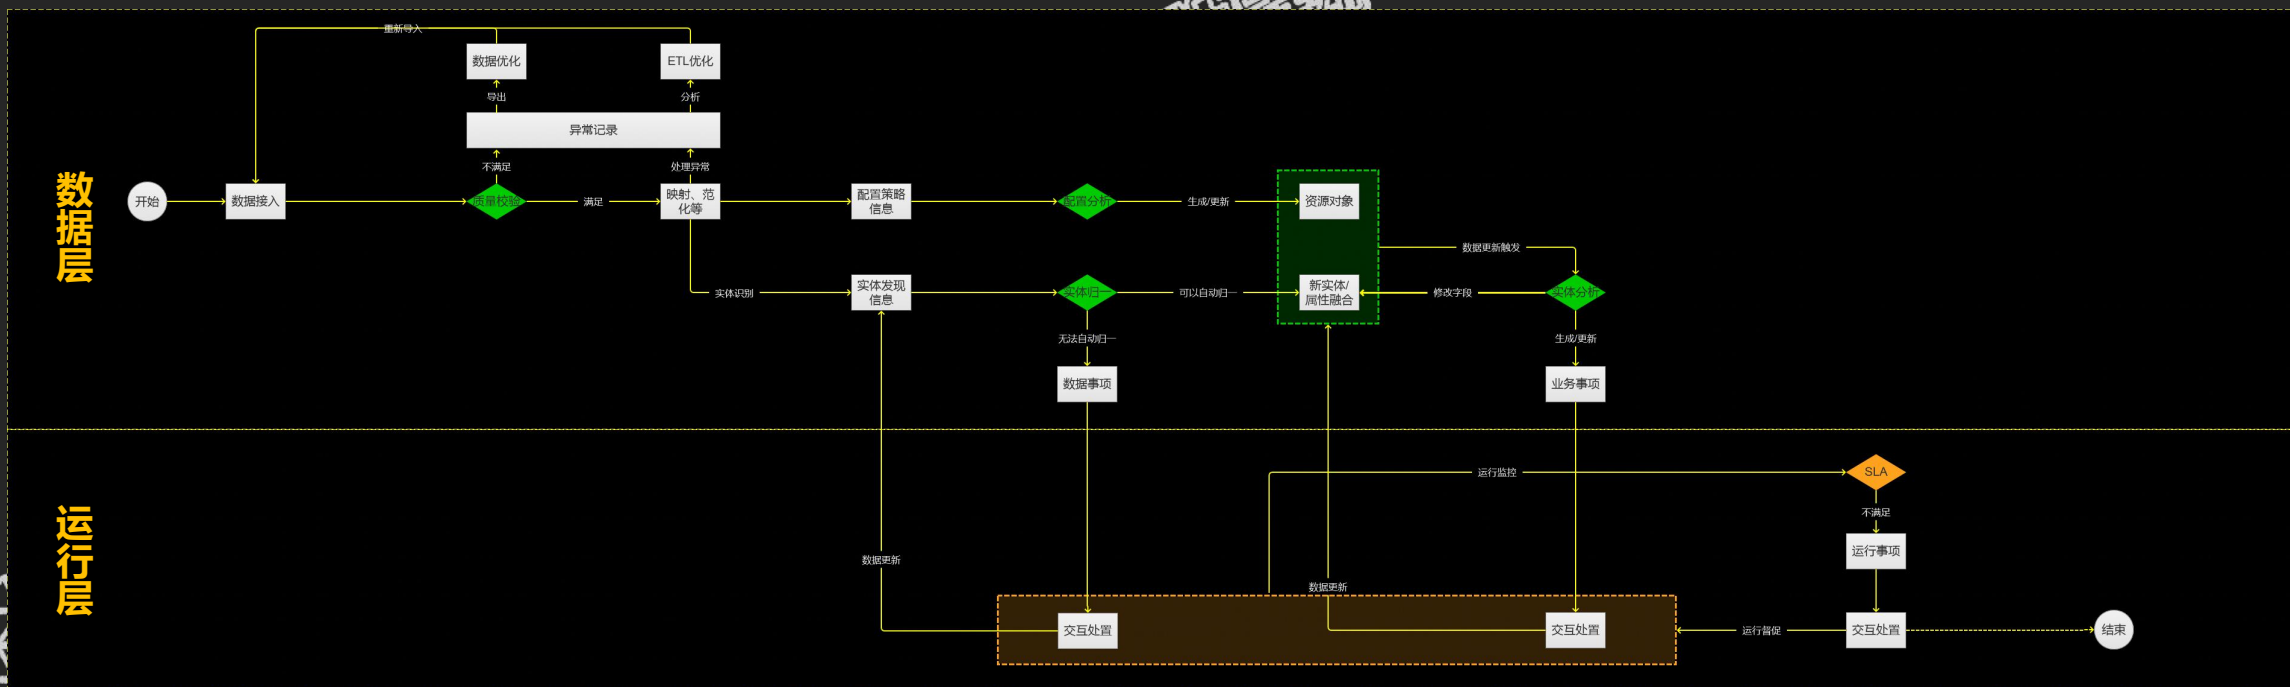 重新导入
数据优化
ETL优化
导出
分析
异常记录
不满足
处理异常
数据层
开始
数据接入
质量校验
满足
映射、范
化等
配置策略
信息
配置分析
生成/更新
资源对象
数据更新触发
实体识别
实体发现
信息
实体归一
可以自动归一
新实体/
属性融合
修改字段
实体分析
无法自动归一
生成/更新
数据事项
业务事项
运行层
运行监控
SLA
不满足
运行事项
数据更新
数据更新
交互处置
交互处置
运行督促
交互处置
结束